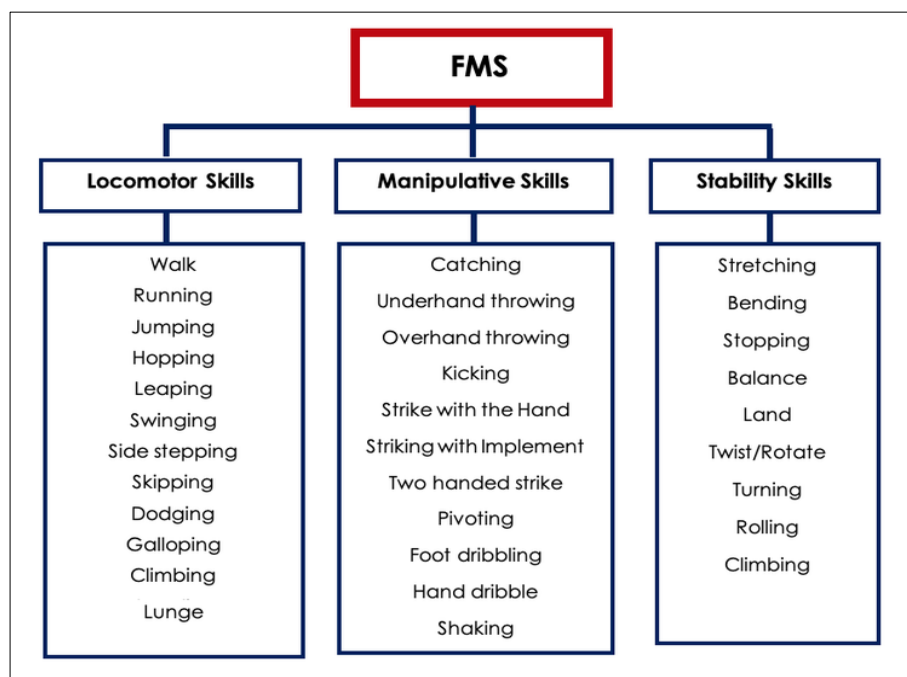 FMS
Locomotor Skills
Walk
Running
Jumping
Hopping
Leaping
Swinging
Side stepping
Skipping
Dodging
Galloping
Climbing
Lunge
Manipulative Skills
Catching
Underhand throwing
Overhand throwing
Kicking
Strike with the Hand
Striking with Implement
Two handed strike
Pivoting
Foot dribbling
Hand dribble
Shaking
Stability Skills
Stretching
Bending
Stopping
Balance
Land
Twist/Rotate
Turning
Rolling
Climbing